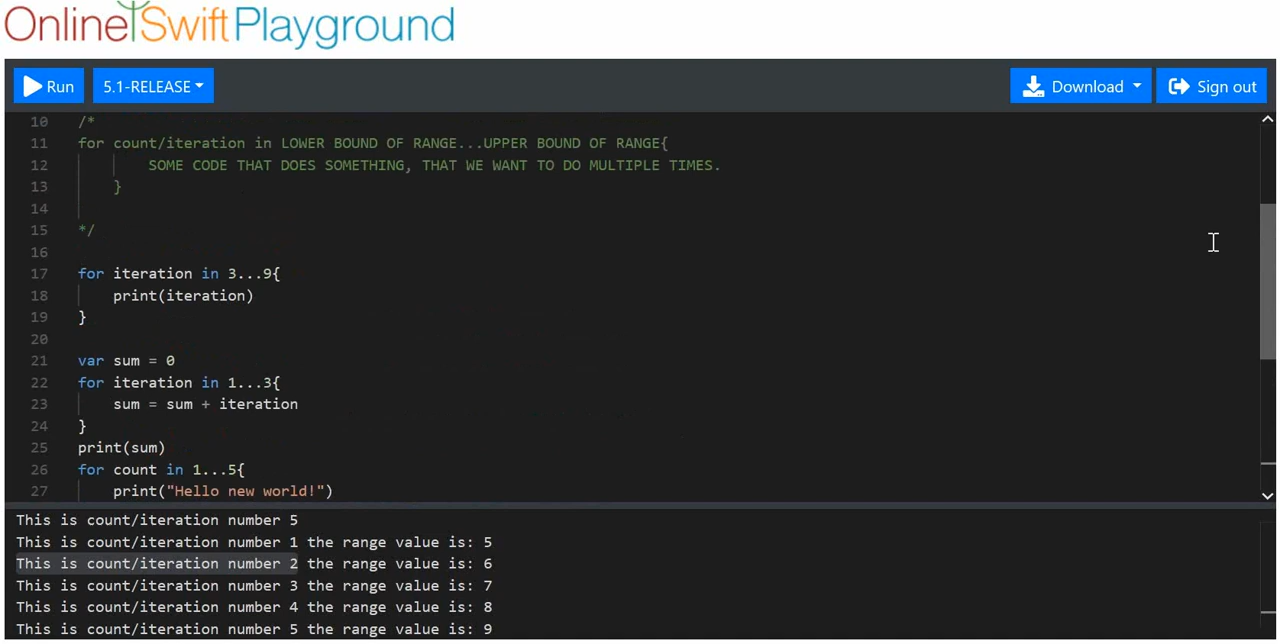 Online Swift Playground
Run 5.1-RELEASE Download Sign out
10 /*
11 for count/iteration in LOWER BOUND OF RANGE...UPPER BOUND OF RANGE{
12 SOME CODE THAT DOES SOMETHING, THAT WE WANT TO DO MULTIPLE TIMES.
13 }
14
15 */
16
17 for iteration in 3...9{
18 print(iteration)
19 }
20
21 var sum = 0
22 for iteration in 1...3{
23 sum = sum + iteration
24 }
25 print(sum)
26 for count in 1...5{
27 print("Hello new world!")
This is count/iteration number 5
This is count/iteration number 1 the range value is: 5
This is count/iteration number 2 the range value is: 6
This is count/iteration number 3 the range value is: 7
This is count/iteration number 4 the range value is: 8
This is count/iteration number 5 the range value is: 9